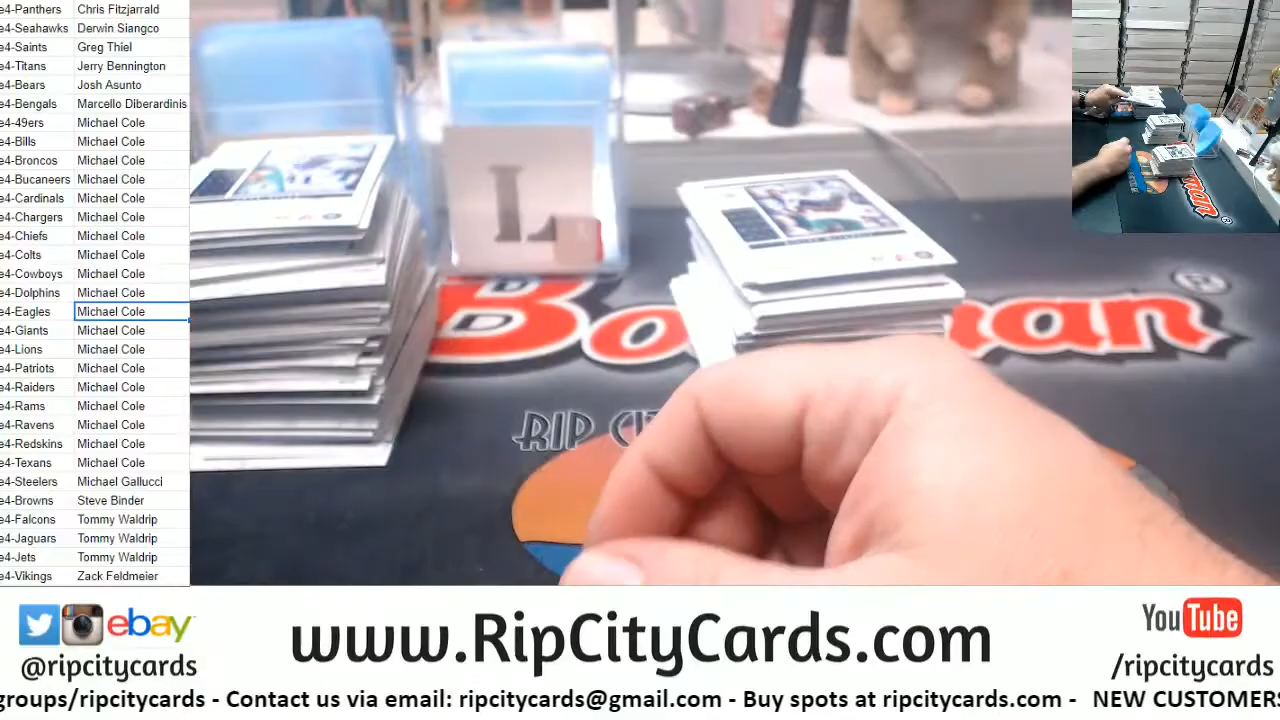 e4-Panthers Chris Fitzjarrald
e4-Seahawks Derwin Siangco
e4-Saints Greg Thiel
e4-Titans Jerry Bennington
e4-Bears Josh Asunto
e4-Bengals Marcello Diberardinis
e4-49ers Michael Cole
e4-Bills Michael Cole
e4-Broncos Michael Cole
e4-Bucaneers Michael Cole
e4-Cardinals Michael Cole
e4-Chargers Michael Cole
e4-Chiefs Michael Cole
e4-Colts Michael Cole
e4-Cowboys Michael Cole
e4-Dolphins Michael Cole
e4-Eagles Michael Cole
e4-Giants Michael Cole
e4-Lions Michael Cole
e4-Patriots Michael Cole
e4-Raiders Michael Cole
e4-Rams Michael Cole
e4-Ravens Michael Cole
e4-Redskins Michael Cole
e4-Texans Michael Cole
e4-Steelers Michael Gallucci
e4-Browns Steve Binder
e4-Falcons Tommy Waldrip
e4-Jaguars Tommy Waldrip
e4-Jets Tommy Waldrip
e4-Vikings Zack Feldmeier
L
Bo man ®
RIP CI
man ®
ebay
@ripcitycards
www.RipCityCards.com
YouTube
/ripcitycards
groups/ripcitycards - Contact us via email: ripcitycards@gmail.com - Buy spots at ripcitycards.com - NEW CUSTOMERS